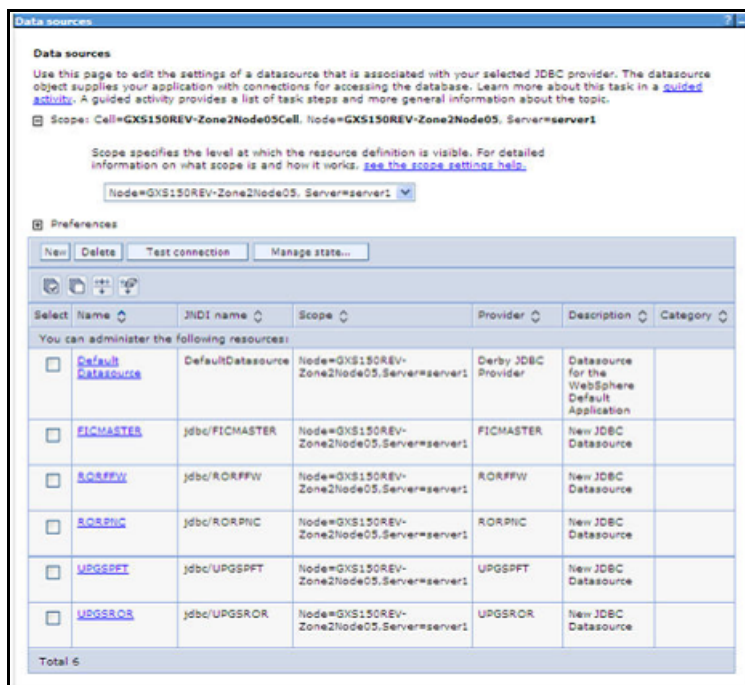 Data sources
?
Data sources
Use this page to edit the settings of a datasource that is associated with your selected JDBC provider. The datasource
object supplies your application with connections for accessing the database. Learn more about this task in a guided
activity. A guided activity provides a list of task steps and more general information about the topic.
Scope: Cell=GXS150REV-Zone2Node05Cell, Node=GXS150REV-Zone2Node05, Server=server1
Scope specifies the level at which the resource definition is visible. For detailed
information on what scope is and how it works, see the scope settings help.
Node=GXS150REV-Zone2Node05, Server=server1
Preferences
New Delete Test connection Manage state...
Select Name JNDI name Scope Provider Description Category
You can administer the following resources:
Default DefaultDatasource Node=GXS150REV- Derby JDBC Datasource
Datasource Zone2Node05,Server=server1 Provider for the
WebSphere
Default
Application
FICMASTER jdbc/FICMASTER Node=GXS150REV- FICMASTER New JDBC
Zone2Node05,Server=server1 Datasource
RORFFW jdbc/RORFFW Node=GXS150REV- RORFFW New JDBC
Zone2Node05,Server=server1 Datasource
RORPNC jdbc/RORPNC Node=GXS150REV- RORPNC New JDBC
Zone2Node05,Server=server1 Datasource
UPGSPFT jdbc/UPGSPFT Node=GXS150REV- UPGSPFT New JDBC
Zone2Node05,Server=server1 Datasource
UPGSROR jdbc/UPGSROR Node=GXS150REV- UPGSROR New JDBC
Zone2Node05,Server=server1 Datasource
Total 6